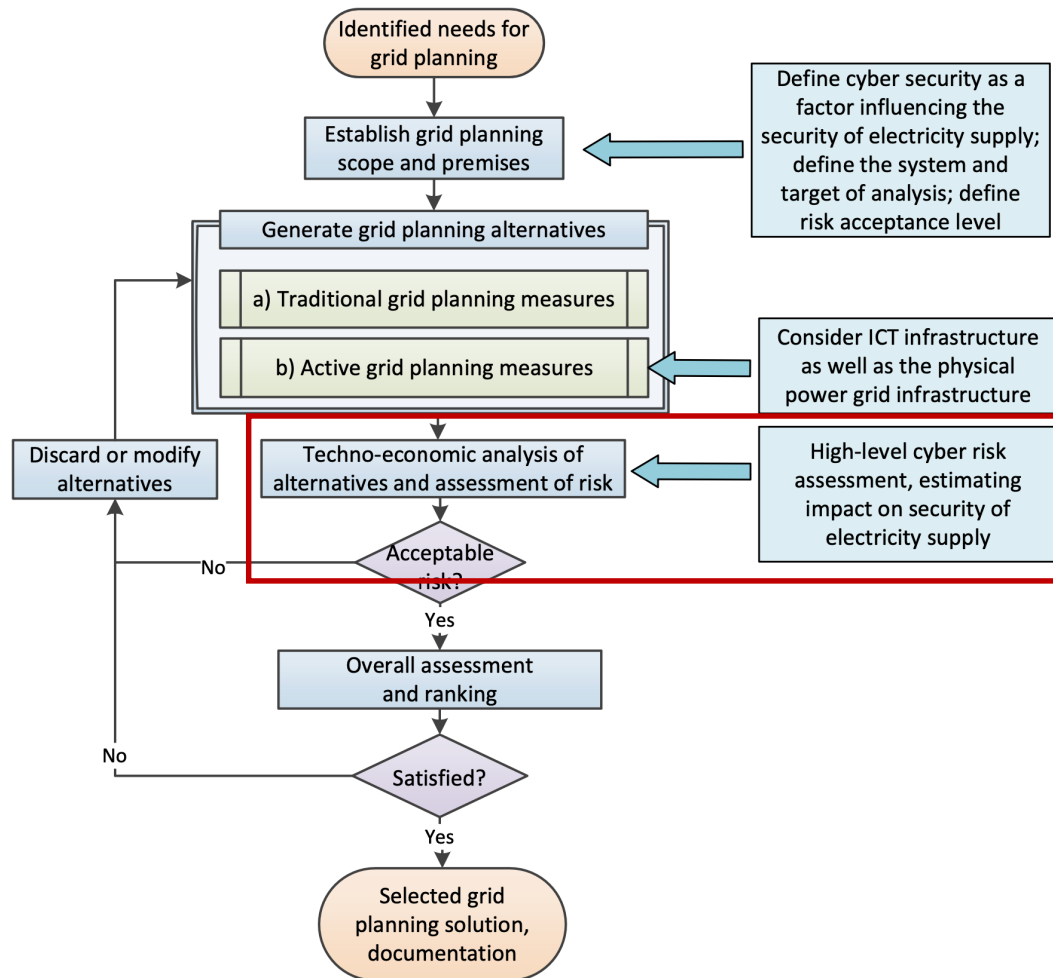 Identified needs for
grid planning
Establish grid planning
scope and premises
Define cyber security as a
factor influencing the
security of electricity supply;
define the system and
target of analysis; define
risk acceptance level
Generate grid planning alternatives
a) Traditional grid planning measures
b) Active grid planning measures
Consider ICT infrastructure
as well as the physical
power grid infrastructure
Discard or modify
alternatives
Techno-economic analysis of
alternatives and assessment of risk
High-level cyber risk
assessment, estimating
impact on security of
electricity supply
Acceptable
risk?
No
Yes
Overall assessment
and ranking
No
Satisfied?
Yes
Selected grid
planning solution,
documentation